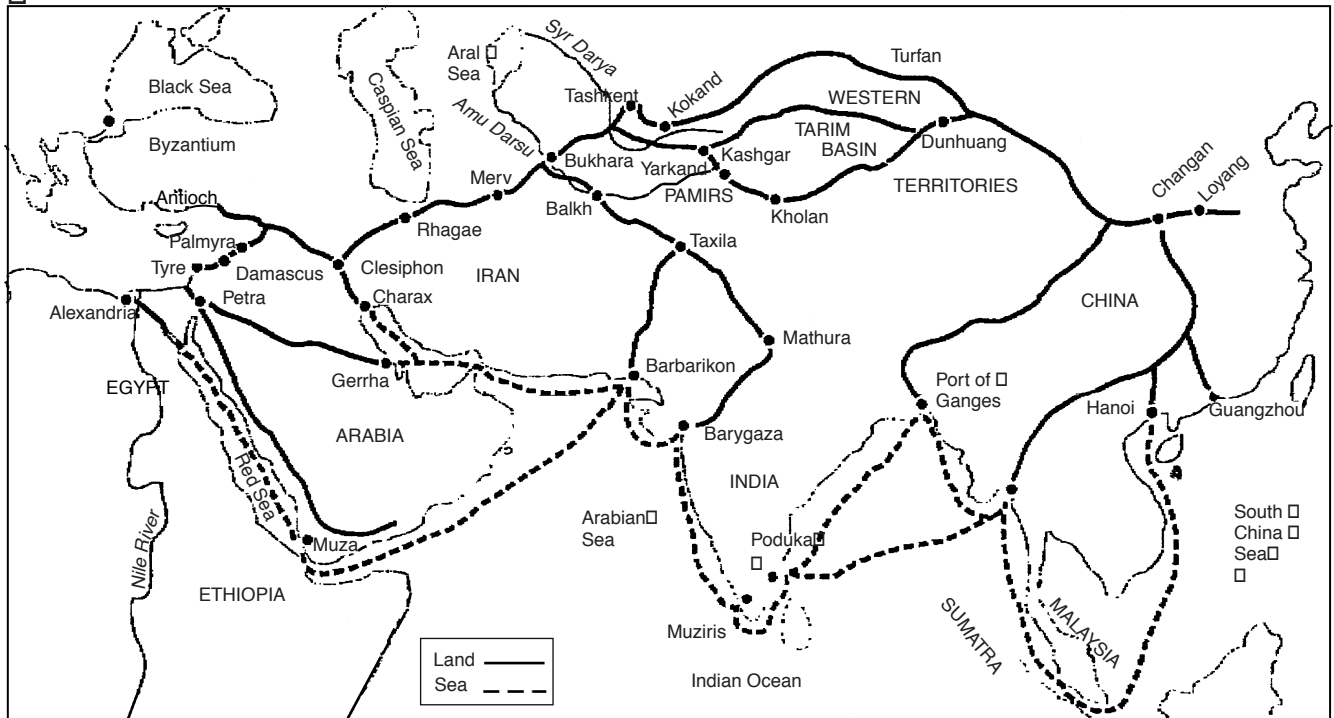 Black Sea
Byzantium
Caspian Sea
Aral
Sea
Syr Darya
Amu Darsu
Tashkent
Kokand
Turfan
WESTERN
TARIM
BASIN
TERRITORIES
Dunhuang
Bukhara
Yarkand
Kashgar
PAMIRS
Kholan
Merv
Balkh
Rhagae
Taxila
Antioch
Palmyra
Tyre
Damascus
Clesiphon
IRAN
Charax
Alexandria
Petra
Changan
Loyang
CHINA
Mathura
Gerrha
Barbarikon
EGYPT
ARABIA
Red Sea
Barygaza
INDIA
Port of
Ganges
Hanoi
Guangzhou
Nile River
Muza
Arabian
Sea
Poduka
South
China
Sea
ETHIOPIA
Muziris
SUMATRA
MALAYSIA
Indian Ocean
Land
Sea